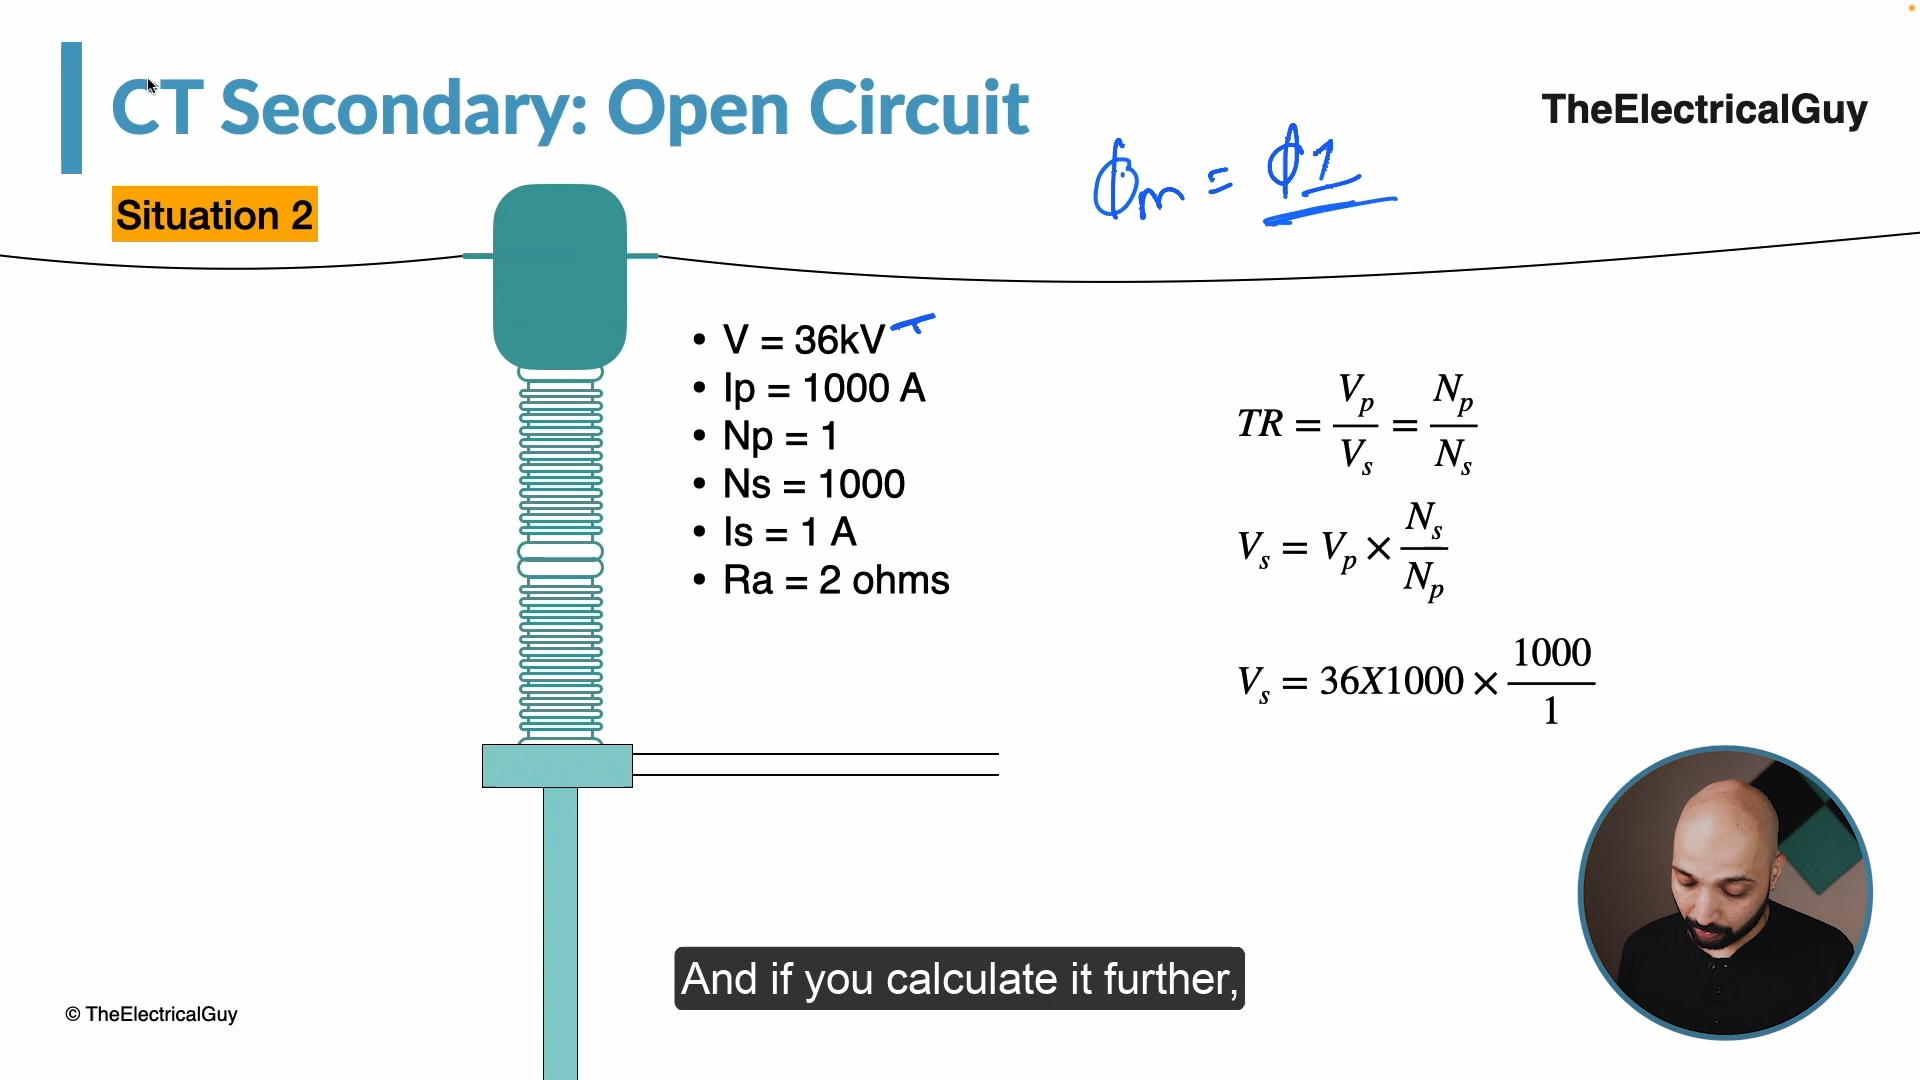 CT Secondary: Open Circuit
TheElectricalGuy
Φm = Φ1
Situation 2
• V = 36kV
• Ip = 1000 A
• Np = 1
• Ns = 1000
• Is = 1 A
• Ra = 2 ohms
TR = Vp/Vs = Np/Ns
Vs = Vp × Ns/Np
Vs = 36X1000 × 1000/1
And if you calculate it further,
© TheElectricalGuy